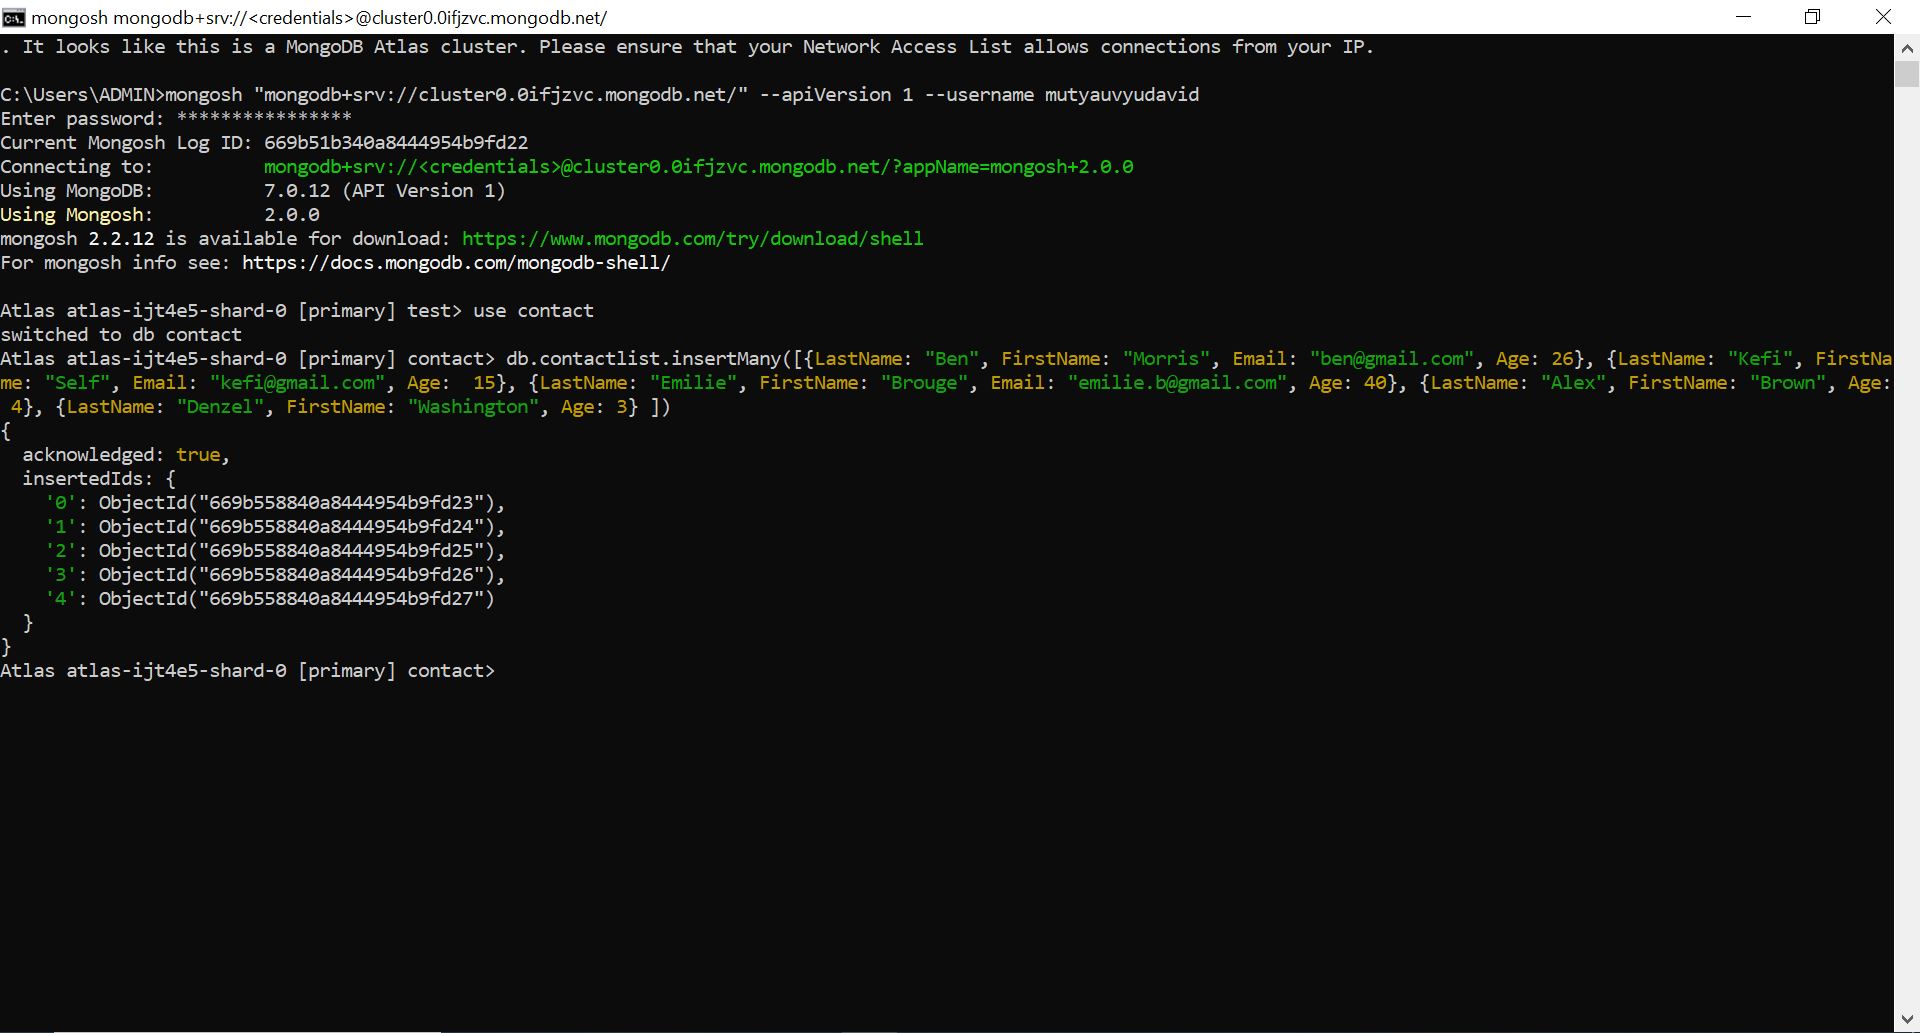 mongosh mongodb+srv://<credentials>@cluster0.0ifjzvc.mongodb.net/
. It looks like this is a MongoDB Atlas cluster. Please ensure that your Network Access List allows connections from your IP.
C:\Users\ADMIN>mongosh "mongodb+srv://cluster0.0ifjzvc.mongodb.net/" --apiVersion 1 --username mutyauvyudavid
Enter password: ****************
Current Mongosh Log ID: 669b51b340a8444954b9fd22
Connecting to:          mongodb+srv://<credentials>@cluster0.0ifjzvc.mongodb.net/?appName=mongosh+2.0.0
Using MongoDB:          7.0.12 (API Version 1)
Using Mongosh:          2.0.0
mongosh 2.2.12 is available for download: https://www.mongodb.com/try/download/shell
For mongosh info see: https://docs.mongodb.com/mongodb-shell/
Atlas atlas-ijt4e5-shard-0 [primary] test> use contact
switched to db contact
Atlas atlas-ijt4e5-shard-0 [primary] contact> db.contactlist.insertMany([{LastName: "Ben", FirstName: "Morris", Email: "ben@gmail.com", Age: 26}, {LastName: "Kefi", FirstNa
me: "Self", Email: "kefi@gmail.com", Age:  15}, {LastName: "Emilie", FirstName: "Brouge", Email: "emilie.b@gmail.com", Age: 40}, {LastName: "Alex", FirstName: "Brown", Age:
 4}, {LastName: "Denzel", FirstName: "Washington", Age: 3} ])
{
  acknowledged: true,
  insertedIds: {
    '0': ObjectId("669b558840a8444954b9fd23"),
    '1': ObjectId("669b558840a8444954b9fd24"),
    '2': ObjectId("669b558840a8444954b9fd25"),
    '3': ObjectId("669b558840a8444954b9fd26"),
    '4': ObjectId("669b558840a8444954b9fd27")
  }
}
Atlas atlas-ijt4e5-shard-0 [primary] contact>